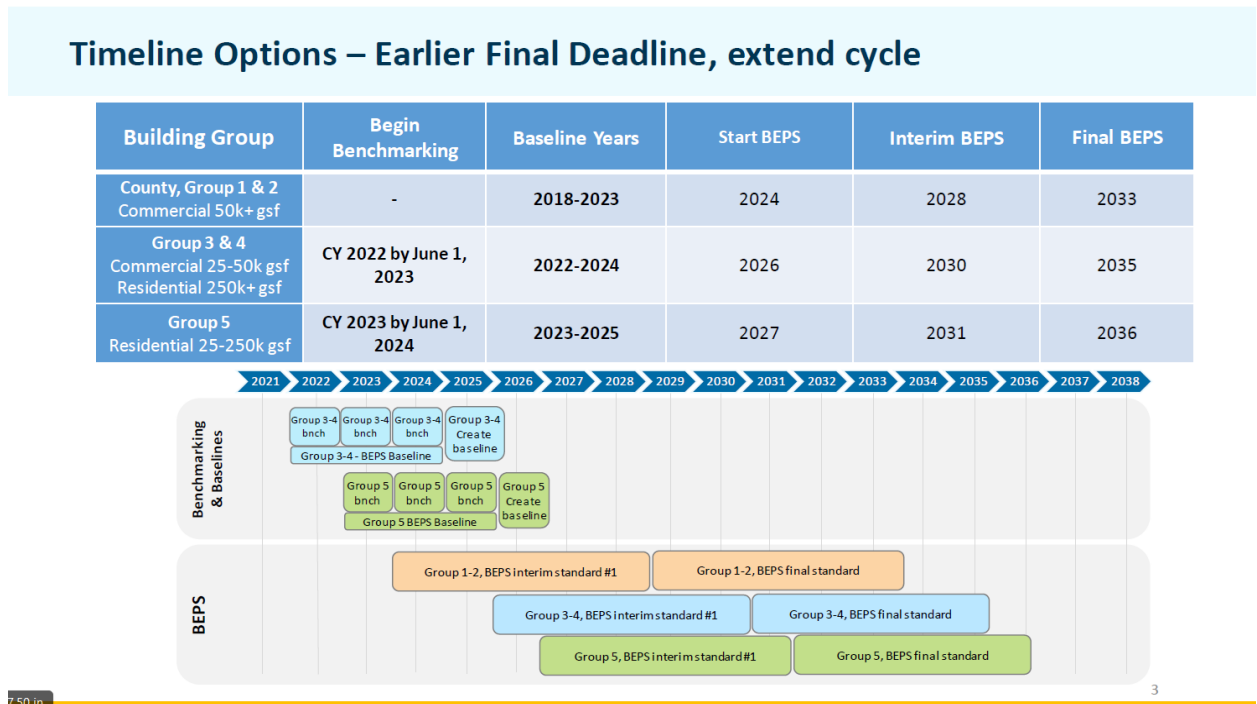 Timeline Options – Earlier Final Deadline, extend cycle
Building Group
Begin
Benchmarking
Baseline Years
Start BEPS
Interim BEPS
Final BEPS
County, Group 1 & 2
Commercial 50k+ gsf
-
2018-2023
2024
2028
2033
Group 3 & 4
Commercial 25-50k gsf
Residential 250k+ gsf
CY 2022 by June 1,
2023
2022-2024
2026
2030
2035
Group 5
Residential 25-250k gsf
CY 2023 by June 1,
2024
2023-2025
2027
2031
2036
2021 2022 2023 2024 2025 2026 2027 2028 2029 2030 2031 2032 2033 2034 2035 2036 2037 2038
Benchmarking
& Baselines
Group 3-4
bnch
Group 3-4
bnch
Group 3-4
bnch
Group 3-4
Create
baseline
Group 3-4 - BEPS Baseline
Group 5
bnch
Group 5
bnch
Group 5
bnch
Group 5
Create
baseline
Group 5 BEPS Baseline
BEPS
Group 1-2, BEPS interim standard #1
Group 1-2, BEPS final standard
Group 3-4, BEPS interim standard #1
Group 3-4, BEPS final standard
Group 5, BEPS interim standard #1
Group 5, BEPS final standard
3
7.50 in